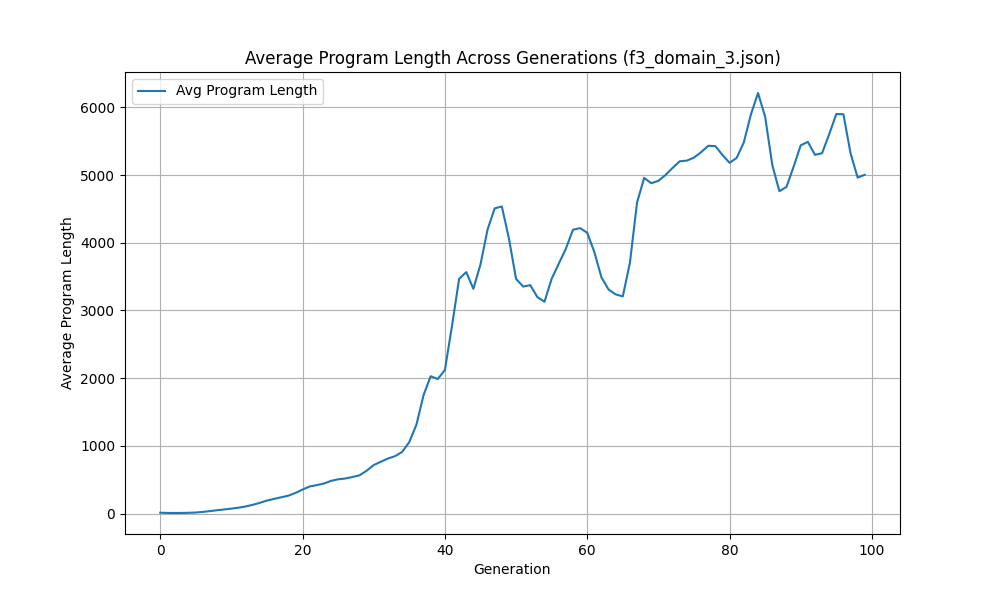 Average Program Length Across Generations (f3_domain_3.json)
Avg Program Length
6000
5000
4000
3000
2000
1000
0
Average Program Length
0 20 40 60 80 100
Generation